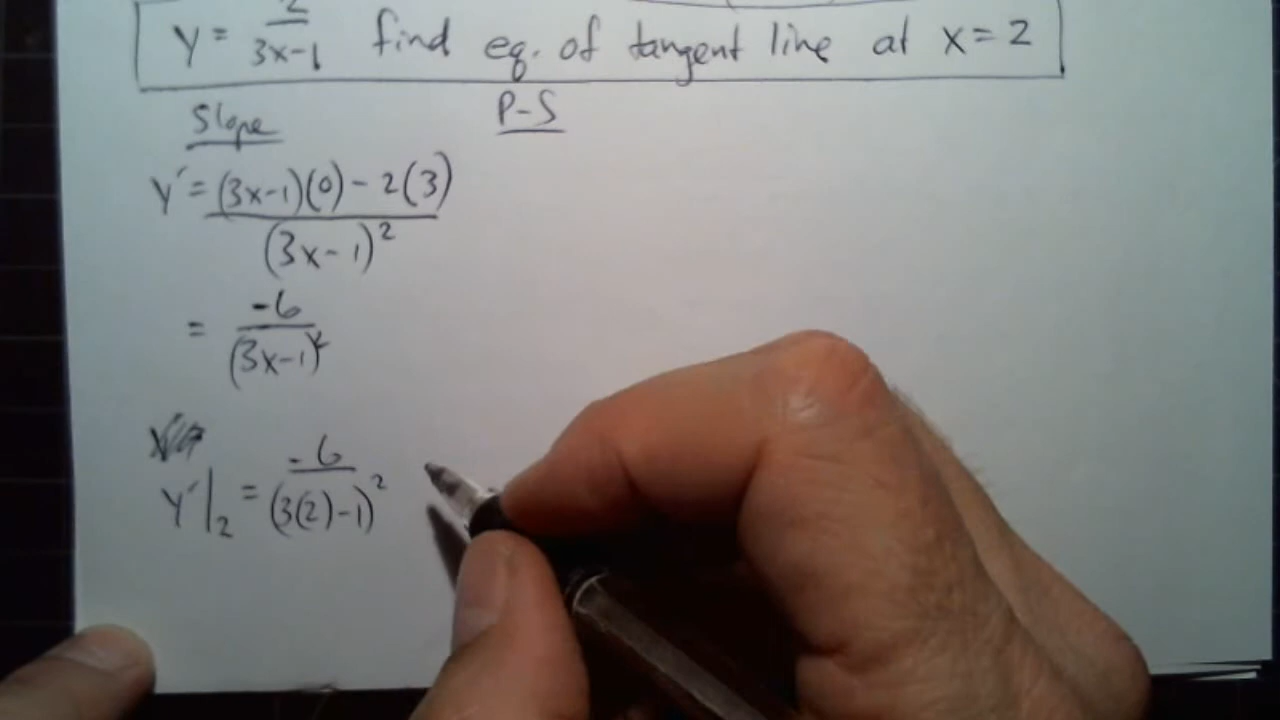 y = 2/(3x-1) find eq. of tangent line at x = 2
Slope
P-S
y' = ((3x-1)(0) - 2(3))/(3x-1)²
= -6/(3x-1)²
y'|₂ = -6/(3(2)-1)²